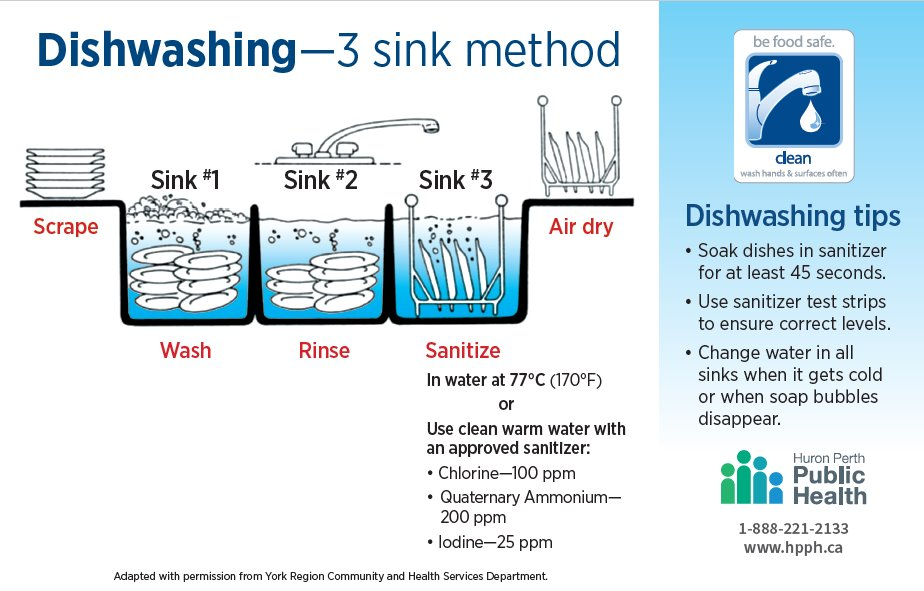 Dishwashing—3 sink method
Sink #1
Sink #2
Sink #3
Scrape
Air dry
Wash
Rinse
Sanitize
In water at 77°C (170°F)
or
Use clean warm water with
an approved sanitizer:
• Chlorine—100 ppm
• Quaternary Ammonium—
200 ppm
• Iodine—25 ppm
Adapted with permission from York Region Community and Health Services Department.
be food safe.
clean
wash hands & surfaces often
Dishwashing tips
• Soak dishes in sanitizer
for at least 45 seconds.
• Use sanitizer test strips
to ensure correct levels.
• Change water in all
sinks when it gets cold
or when soap bubbles
disappear.
Huron Perth
Public
Health
1-888-221-2133
www.hpph.ca